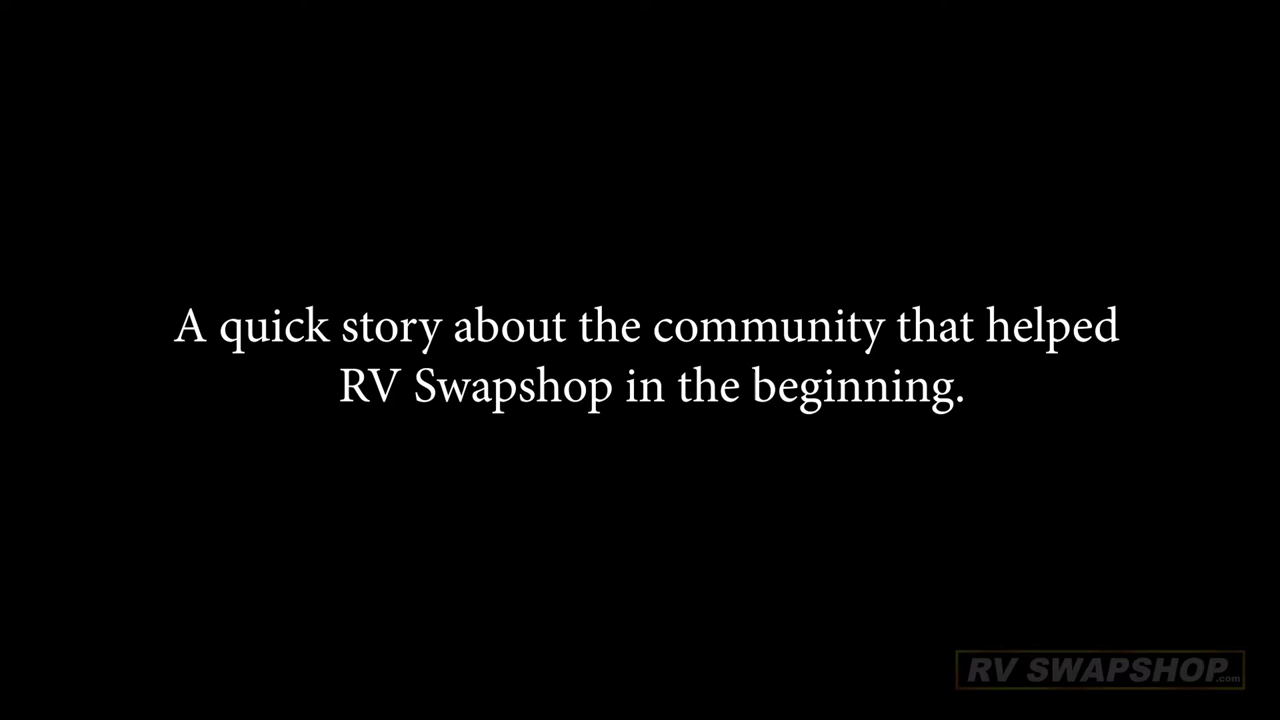 A quick story about the community that helped
RV Swapshop in the beginning.
RV SWAPSHOP.com